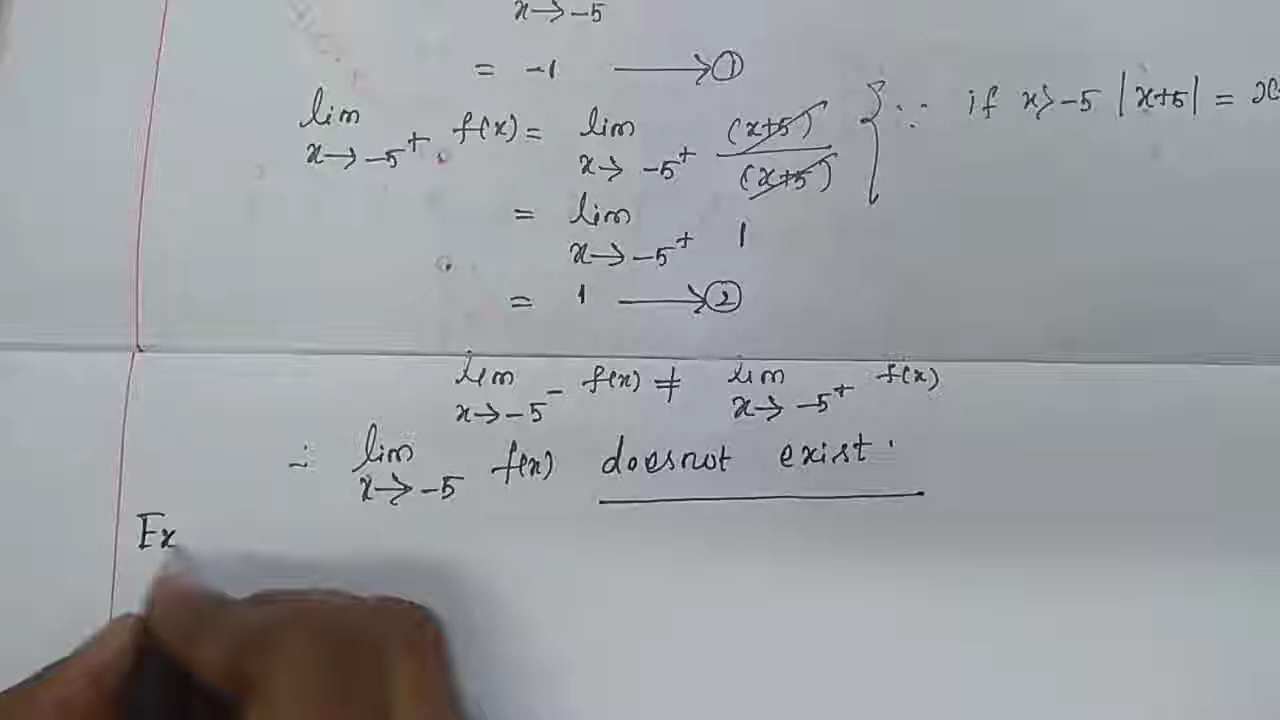 x→-5
= -1 ⟶ ①
lim x→-5⁺ f(x) = lim x→-5⁺ (x+5)/(x+5) } ∵ if x>-5 |x+5| = x
= lim x→-5⁺ 1
= 1 ⟶ ②
lim x→-5⁻ f(x) ≠ lim x→-5⁺ f(x)
∴ lim x→-5 f(x) doesnot exist.
Ex